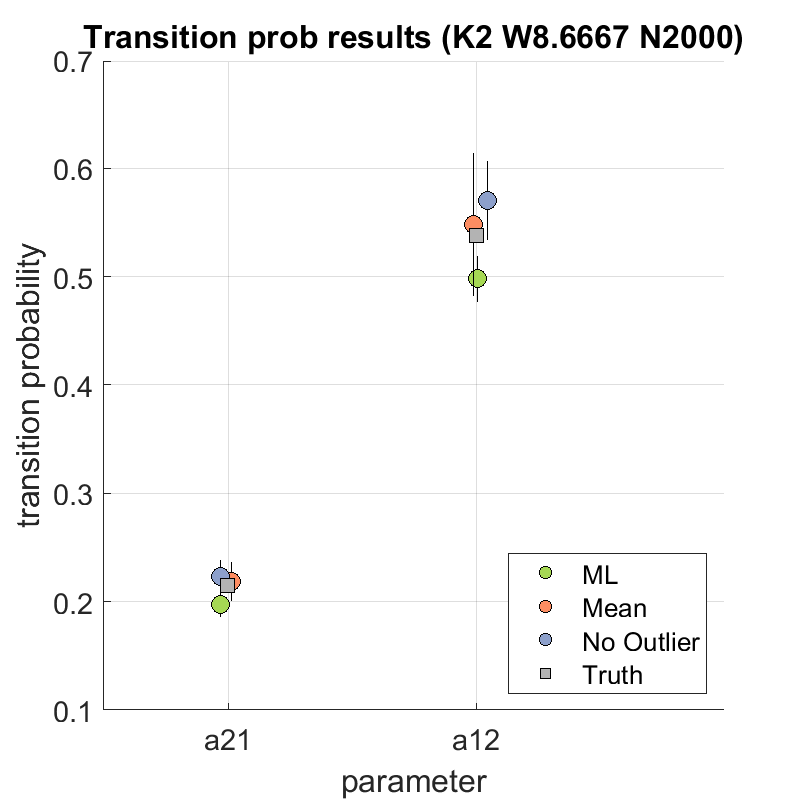 Transition prob results (K2 W8.6667 N2000)
0.7
0.6
0.5
0.4
0.3
0.2
0.1
transition probability
a21
a12
parameter
ML
Mean
No Outlier
Truth